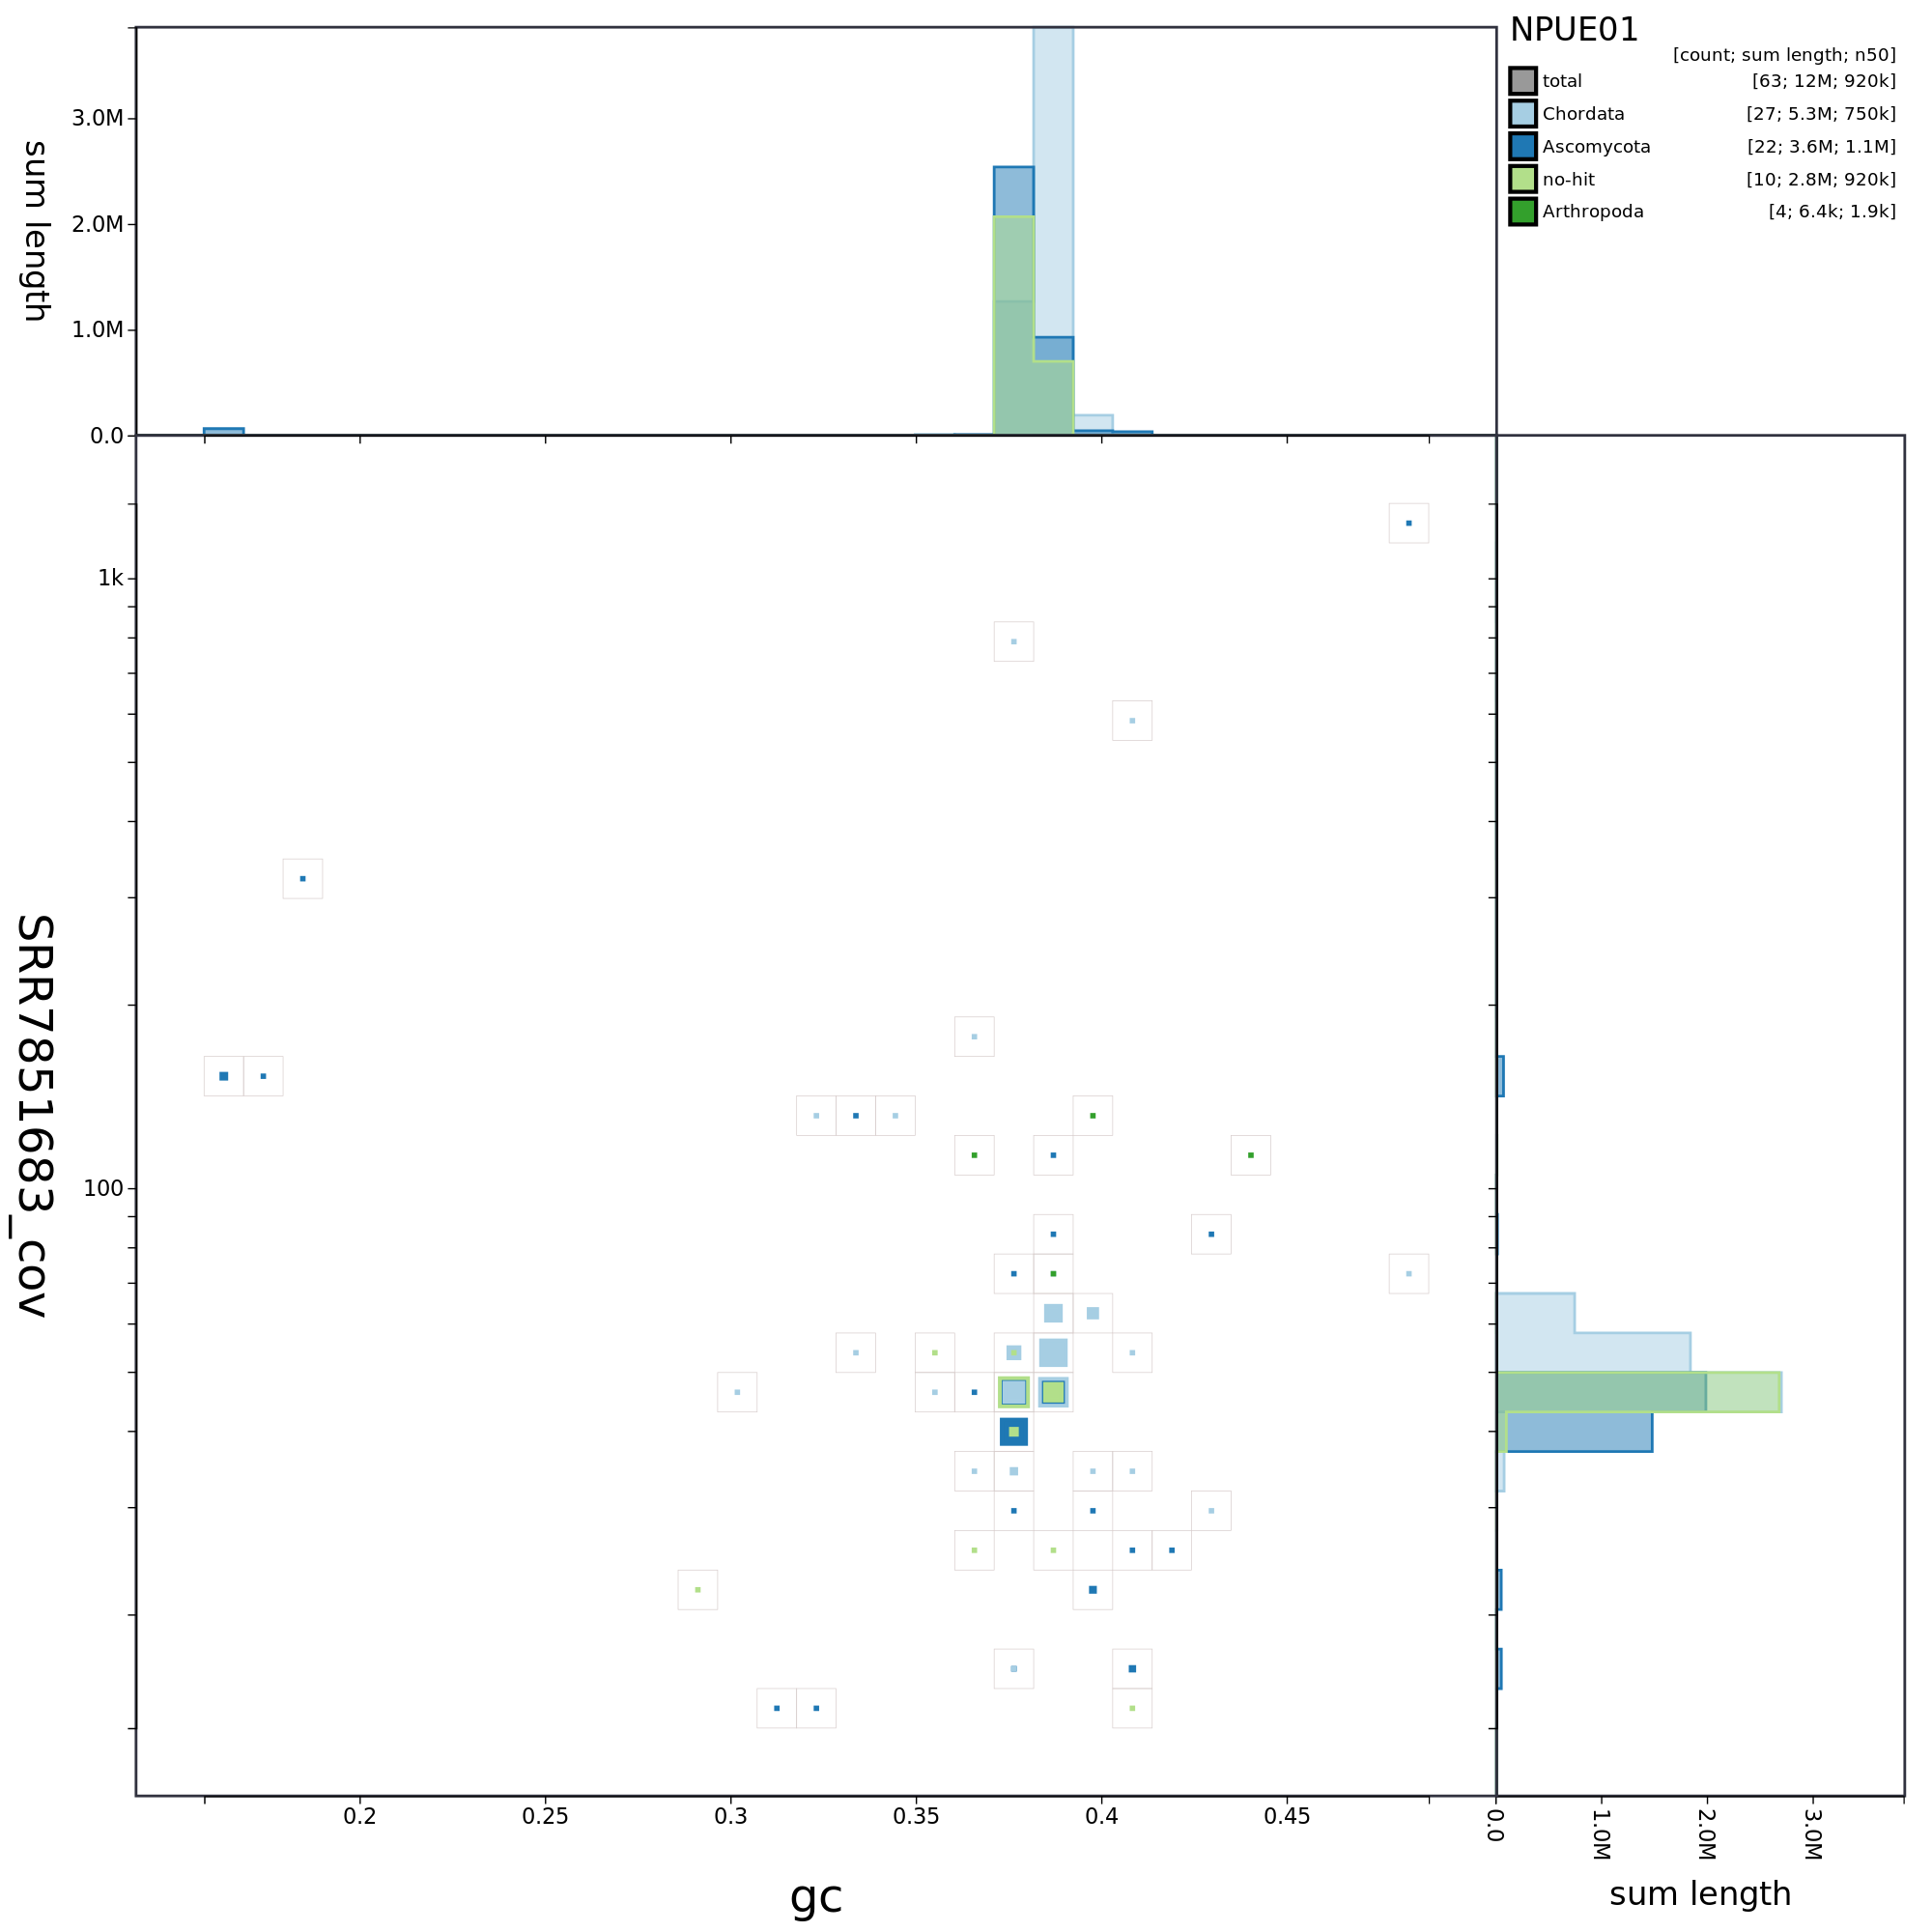 NPUE01
[count; sum length; n50]
total [63; 12M; 920k]
Chordata [27; 5.3M; 750k]
Ascomycota [22; 3.6M; 1.1M]
no-hit [10; 2.8M; 920k]
Arthropoda [4; 6.4k; 1.9k]
sum length
3.0M
2.0M
1.0M
0.0
SRR7851683_cov
1k
100
0.2 0.25 0.3 0.35 0.4 0.45
gc
0.0 1.0M 2.0M 3.0M
sum length